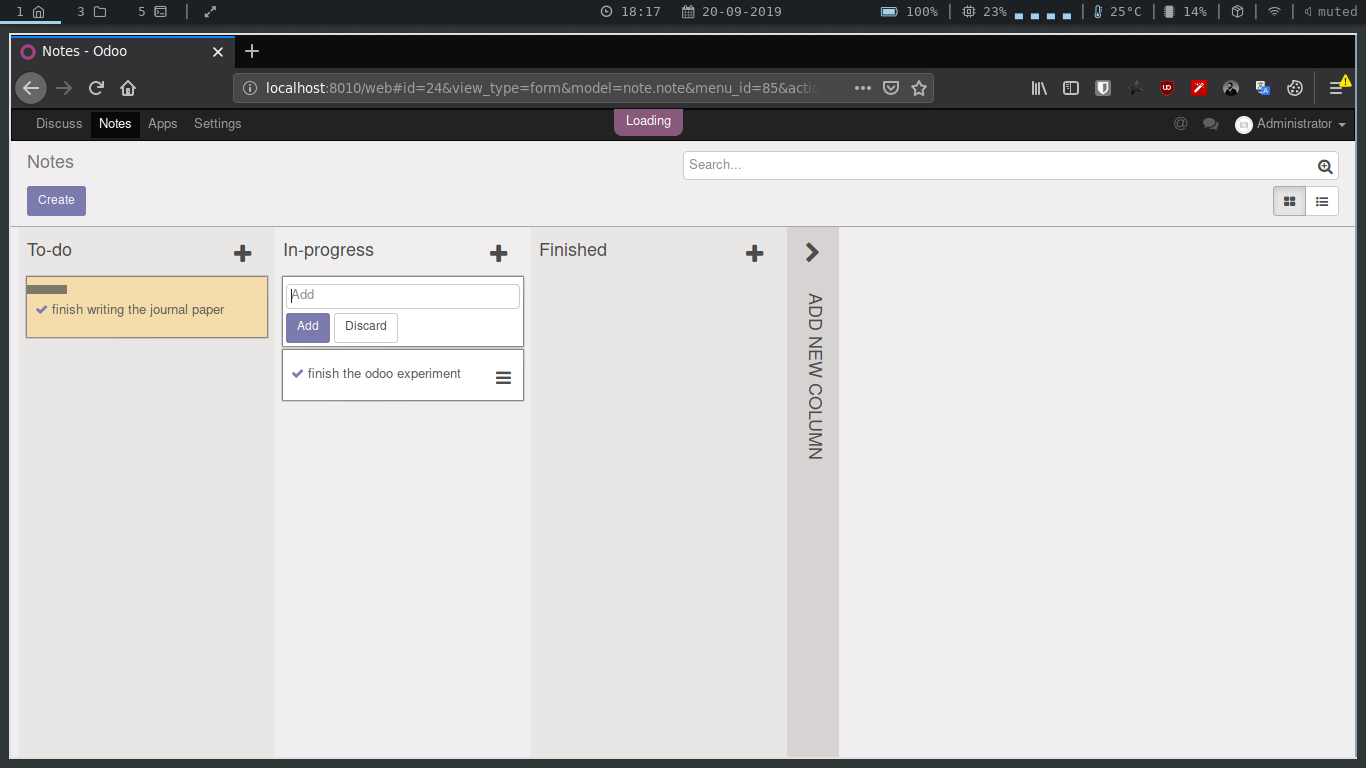 1 3 5 18:17 20-09-2019 100% 23% 25°C 14% muted
Notes - Odoo
localhost:8010/web#id=24&view_type=form&model=note.note&menu_id=85&actio
Discuss Notes Apps Settings Loading Administrator
Notes Search...
Create
To-do In-progress Finished
Add
finish writing the journal paper
Add Discard
finish the odoo experiment
ADD NEW COLUMN